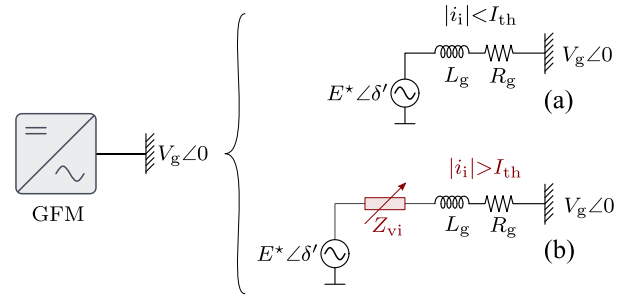 GFM
V_g∠0
|i_i|<I_th
E⋆∠δ′
L_g
R_g
V_g∠0
(a)
|i_i|>I_th
Z_vi
L_g
R_g
V_g∠0
E⋆∠δ′
(b)